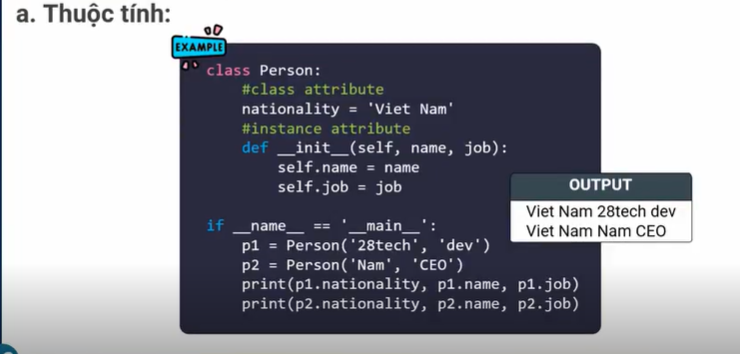 a. Thuộc tính:
EXAMPLE
class Person:
    #class attribute
    nationality = 'Viet Nam'
    #instance attribute
    def __init__(self, name, job):
        self.name = name
        self.job = job
OUTPUT
Viet Nam 28tech dev
Viet Nam Nam CEO
if __name__ == '__main__':
    p1 = Person('28tech', 'dev')
    p2 = Person('Nam', 'CEO')
    print(p1.nationality, p1.name, p1.job)
    print(p2.nationality, p2.name, p2.job)